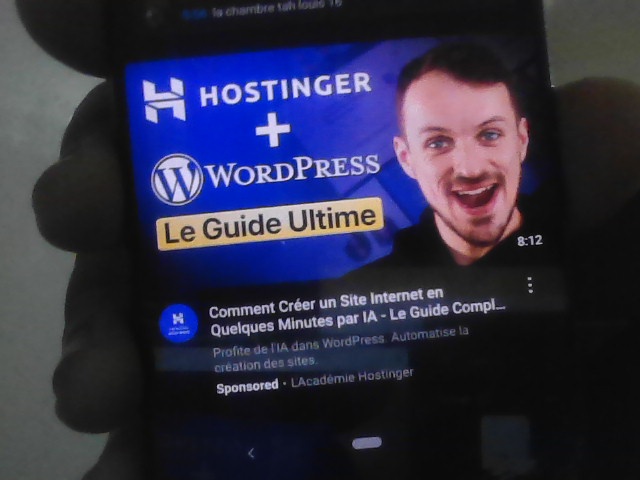 la chambre tah louis 16
HOSTINGER
+
WORDPRESS
Le Guide Ultime
8:12
Comment Créer un Site Internet en
Quelques Minutes par IA - Le Guide Compl...
Profite de l'IA dans WordPress. Automatise la
création des sites.
Sponsored • LAcadémie Hostinger